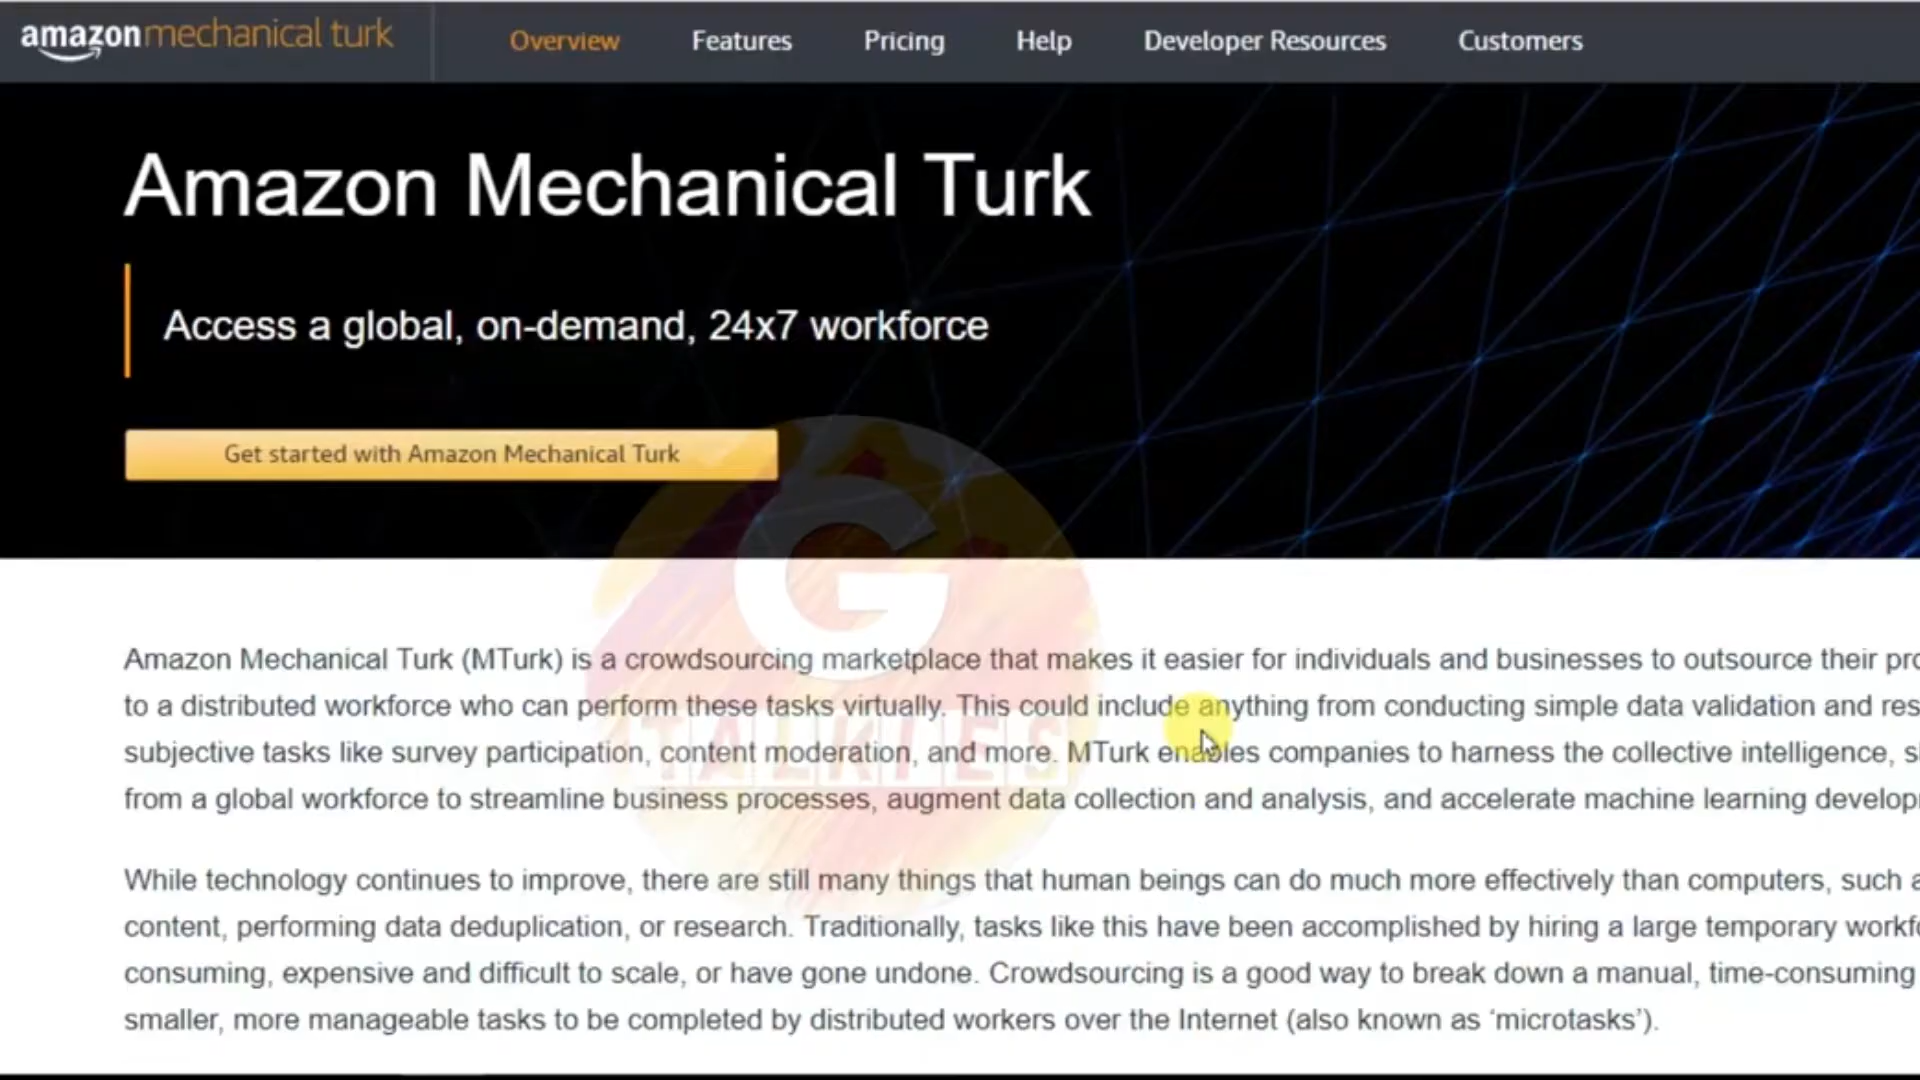 amazon mechanical turk
Overview Features Pricing Help Developer Resources Customers
Amazon Mechanical Turk
Access a global, on-demand, 24x7 workforce
Get started with Amazon Mechanical Turk
G
TALKIES
Amazon Mechanical Turk (MTurk) is a crowdsourcing marketplace that makes it easier for individuals and businesses to outsource their
to a distributed workforce who can perform these tasks virtually. This could include anything from conducting simple data validation and
subjective tasks like survey participation, content moderation, and more. MTurk enables companies to harness the collective intelligence,
from a global workforce to streamline business processes, augment data collection and analysis, and accelerate machine learning
While technology continues to improve, there are still many things that human beings can do much more effectively than computers, such
content, performing data deduplication, or research. Traditionally, tasks like this have been accomplished by hiring a large temporary
consuming, expensive and difficult to scale, or have gone undone. Crowdsourcing is a good way to break down a manual, time-consuming
smaller, more manageable tasks to be completed by distributed workers over the Internet (also known as ‘microtasks’).